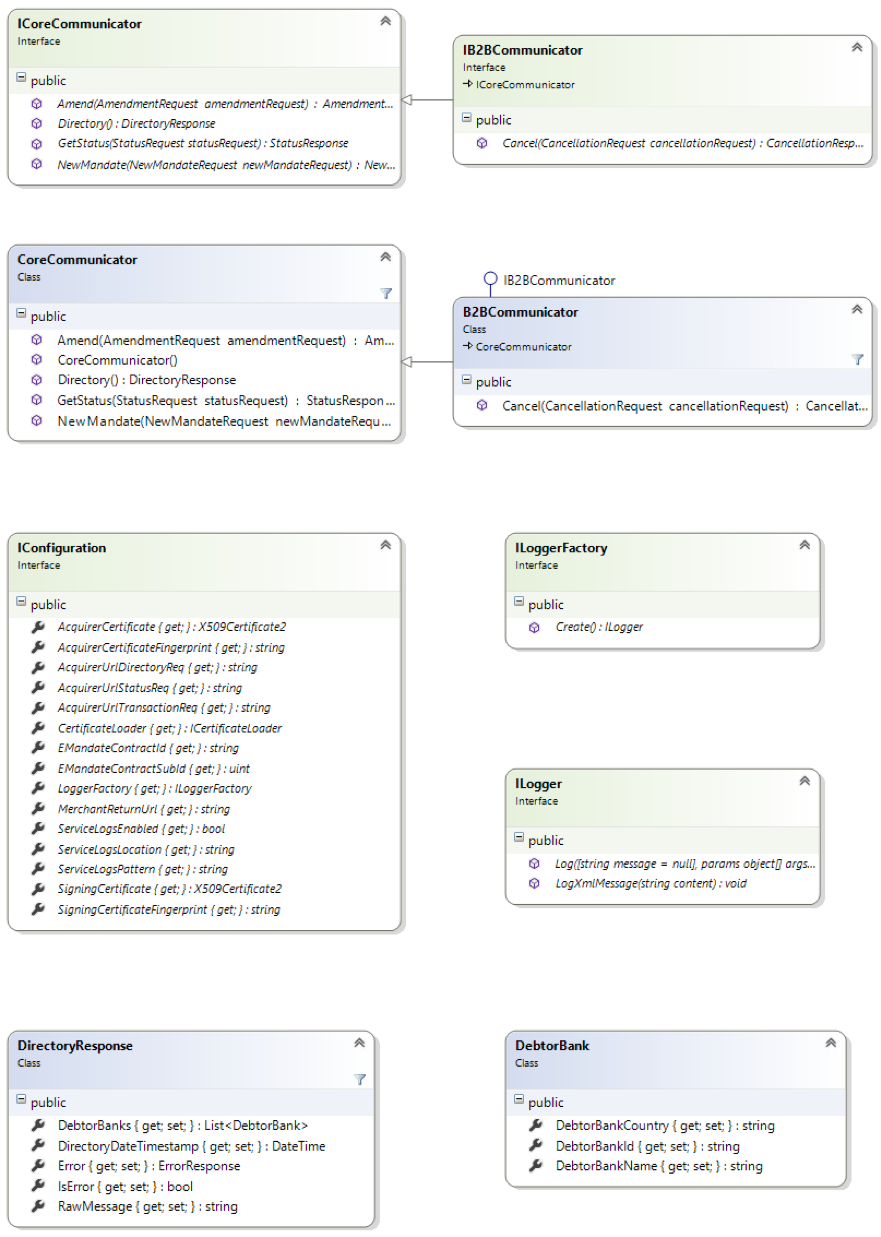 ICoreCommunicator
Interface
public
Amend(AmendmentRequest amendmentRequest) : Amendment...
Directory() : DirectoryResponse
GetStatus(StatusRequest statusRequest) : StatusResponse
NewMandate(NewMandateRequest newMandateRequest) : New...
IB2BCommunicator
Interface
ICoreCommunicator
public
Cancel(CancellationRequest cancellationRequest) : CancellationResp...
CoreCommunicator
Class
public
Amend(AmendmentRequest amendmentRequest) : Am...
CoreCommunicator()
Directory() : DirectoryResponse
GetStatus(StatusRequest statusRequest) : StatusRespon...
NewMandate(NewMandateRequest newMandateRequ...
IB2BCommunicator
B2BCommunicator
Class
CoreCommunicator
public
Cancel(CancellationRequest cancellationRequest) : Cancellat...
IConfiguration
Interface
public
AcquirerCertificate { get; } : X509Certificate2
AcquirerCertificateFingerprint { get; } : string
AcquirerUrlDirectoryReq { get; } : string
AcquirerUrlStatusReq { get; } : string
AcquirerUrlTransactionReq { get; } : string
CertificateLoader { get; } : ICertificateLoader
EMandateContractId { get; } : string
EMandateContractSubId { get; } : uint
LoggerFactory { get; } : ILoggerFactory
MerchantReturnUrl { get; } : string
ServiceLogsEnabled { get; } : bool
ServiceLogsLocation { get; } : string
ServiceLogsPattern { get; } : string
SigningCertificate { get; } : X509Certificate2
SigningCertificateFingerprint { get; } : string
ILoggerFactory
Interface
public
Create() : ILogger
ILogger
Interface
public
Log([string message = null], params object[] args...
LogXmlMessage(string content) : void
DirectoryResponse
Class
public
DebtorBanks { get; set; } : List<DebtorBank>
DirectoryDateTimestamp { get; set; } : DateTime
Error { get; set; } : ErrorResponse
IsError { get; set; } : bool
RawMessage { get; set; } : string
DebtorBank
Class
public
DebtorBankCountry { get; set; } : string
DebtorBankId { get; set; } : string
DebtorBankName { get; set; } : string